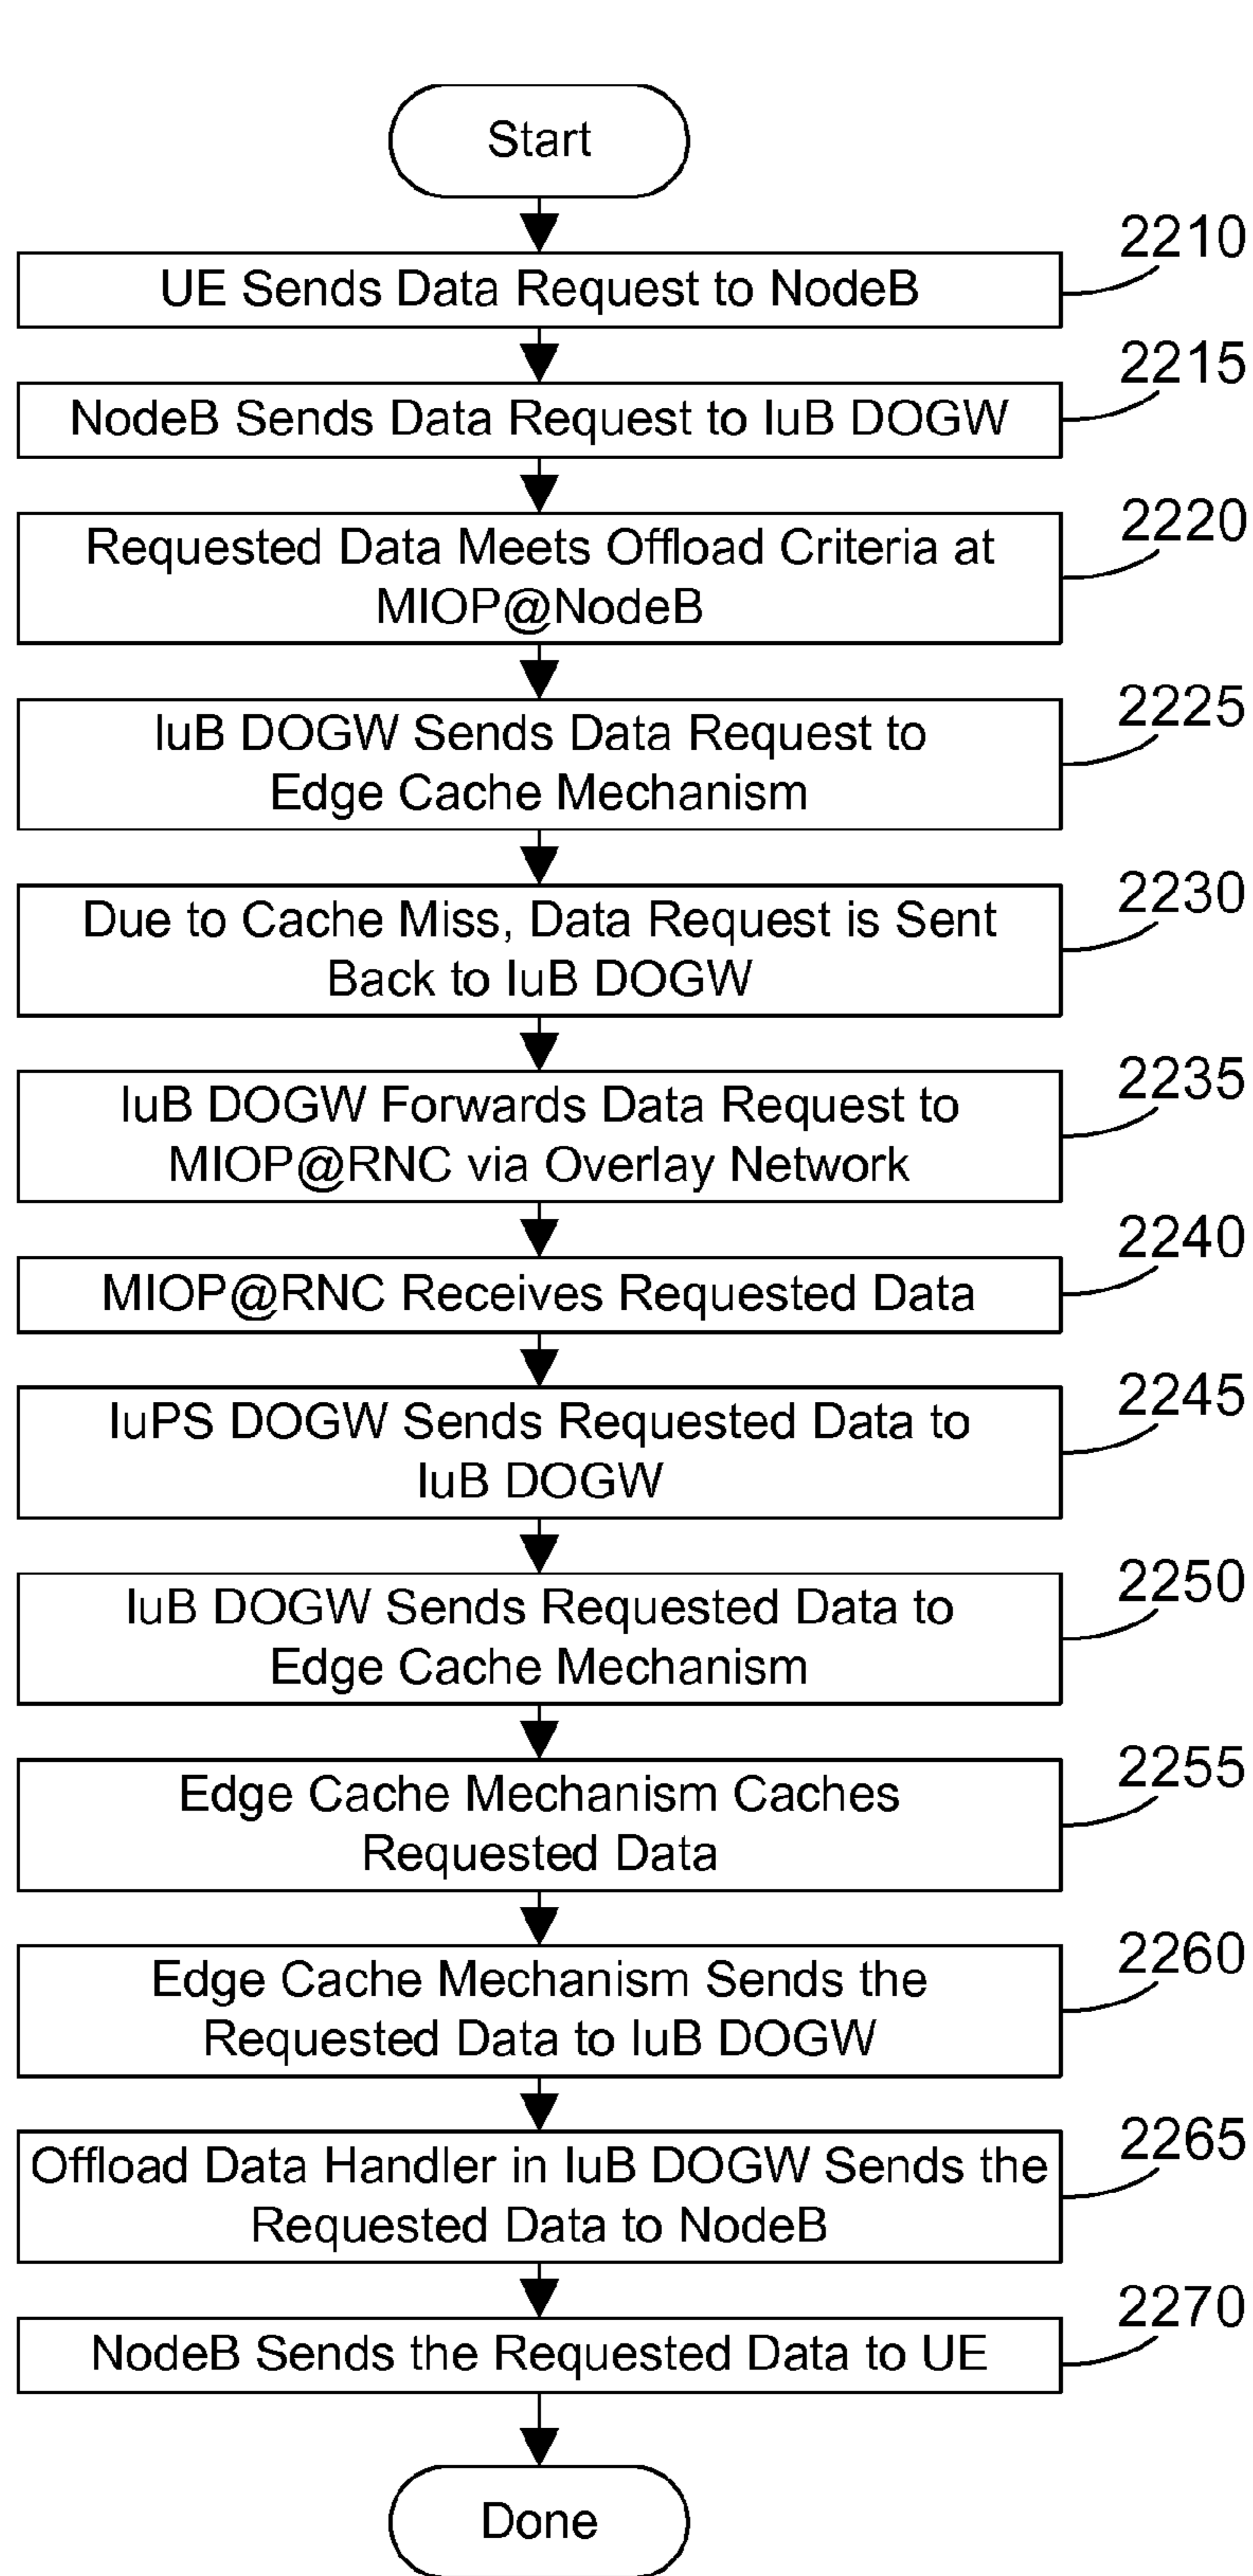 Start
2210
UE Sends Data Request to NodeB
2215
NodeB Sends Data Request to IuB DOGW
2220
Requested Data Meets Offload Criteria at
MIOP@NodeB
2225
IuB DOGW Sends Data Request to
Edge Cache Mechanism
2230
Due to Cache Miss, Data Request is Sent
Back to IuB DOGW
2235
IuB DOGW Forwards Data Request to
MIOP@RNC via Overlay Network
2240
MIOP@RNC Receives Requested Data
2245
IuPS DOGW Sends Requested Data to
IuB DOGW
2250
IuB DOGW Sends Requested Data to
Edge Cache Mechanism
2255
Edge Cache Mechanism Caches
Requested Data
2260
Edge Cache Mechanism Sends the
Requested Data to IuB DOGW
2265
Offload Data Handler in IuB DOGW Sends the
Requested Data to NodeB
2270
NodeB Sends the Requested Data to UE
Done